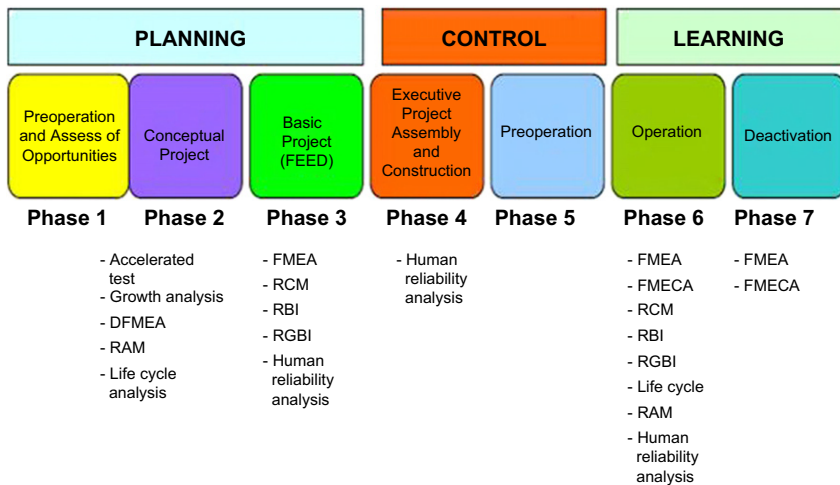 PLANNING
CONTROL
LEARNING
Preoperation
and Assess of
Opportunities
Conceptual
Project
Basic
Project
(FEED)
Executive
Project
Assembly
and
Construction
Preoperation
Operation
Deactivation
Phase 1
Phase 2
Phase 3
Phase 4
Phase 5
Phase 6
Phase 7
- Accelerated
test
- Growth analysis
- DFMEA
- RAM
- Life cycle
analysis
- FMEA
- RCM
- RBI
- RGBI
- Human
reliability
analysis
- Human
reliability
analysis
- FMEA
- FMECA
- RCM
- RBI
- RGBI
- Life cycle
- RAM
- Human
reliability
analysis
- FMEA
- FMECA